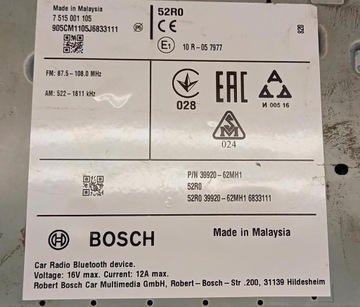 Made in Malaysia
7 515 001 105
905CM1105J6833111
52R0
CE
E1
10 R - 05 7977
FM: 87.5 - 108.0 MHz
AM: 522 - 1611 kHz
028
EAC
И 005 16
024
P/N 39920-62MH1
52R0
52R0 39920-62MH1 6833111
BOSCH
Made in Malaysia
Car Radio Bluetooth device.
Voltage: 16V max. Current: 12A max.
Robert Bosch Car Multimedia GmbH, Robert-Bosch-Str .200, 31139 Hildesheim